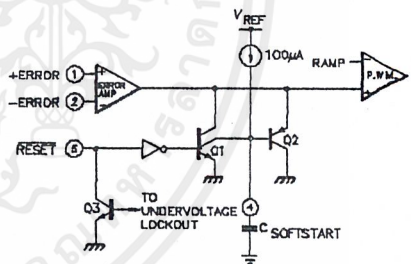 VREF
100µA
RAMP
P.W.M.
+ERROR 1
+
ERROR
AMP
-ERROR 2
-
RESET 5
Q1
Q2
Q3
TO
UNDERVOLTAGE
LOCKOUT
4
C SOFTSTART